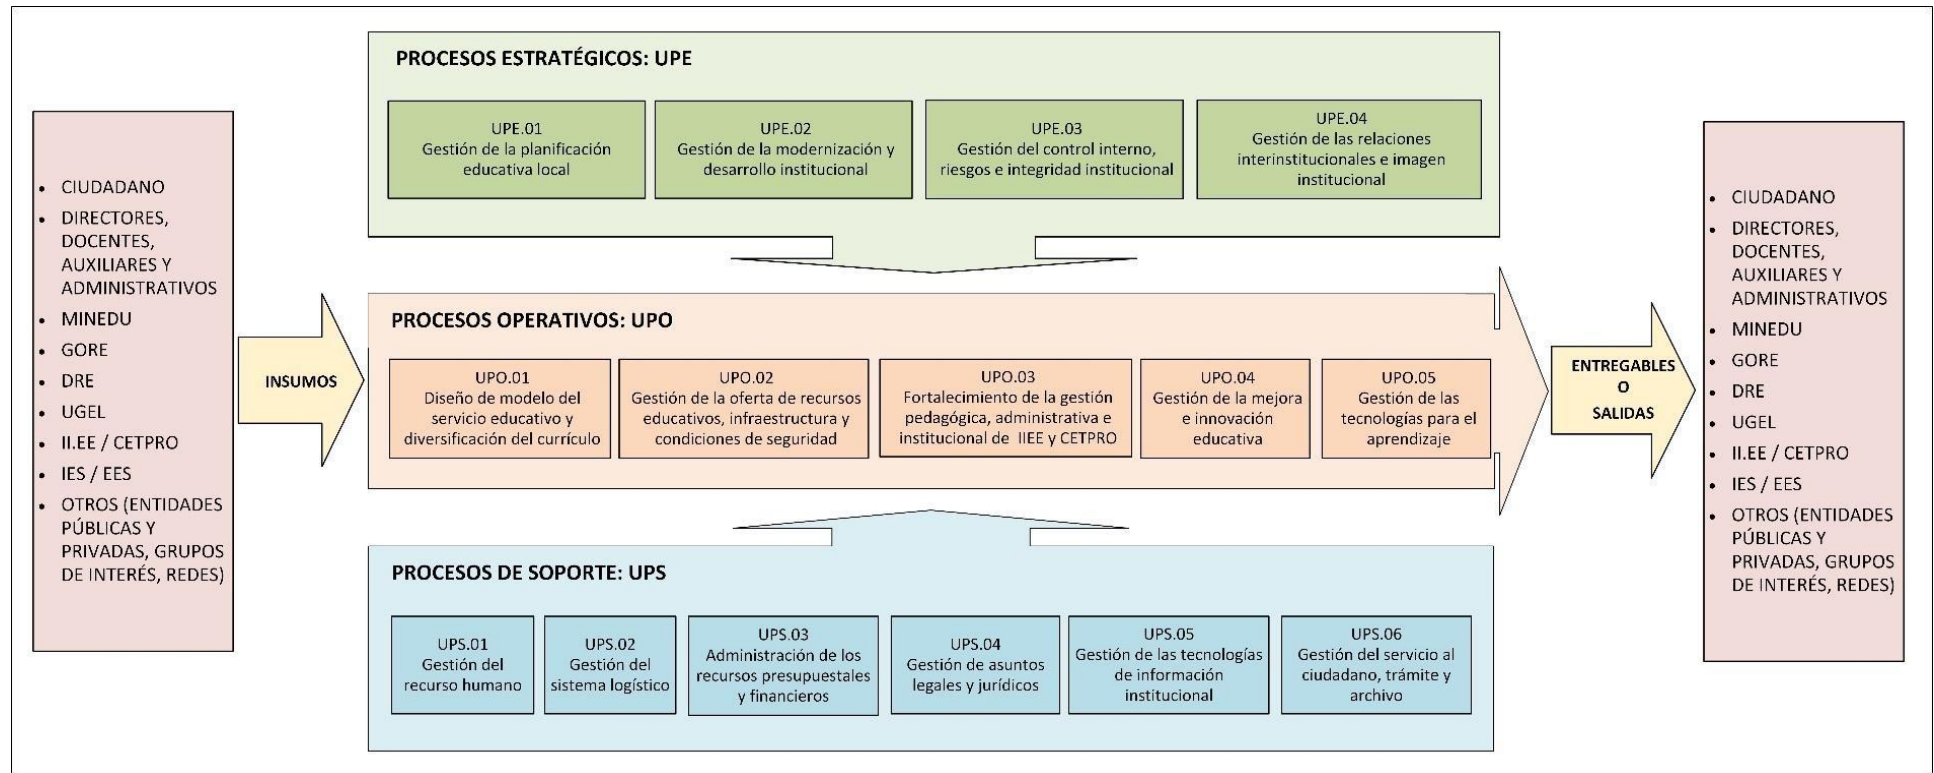 PROCESOS ESTRATÉGICOS: UPE
UPE.01
Gestión de la planificación
educativa local
UPE.02
Gestión de la modernización y
desarrollo institucional
UPE.03
Gestión del control interno,
riesgos e integridad institucional
UPE.04
Gestión de las relaciones
interinstitucionales e imagen
institucional
• CIUDADANO
• DIRECTORES,
DOCENTES,
AUXILIARES Y
ADMINISTRATIVOS
• MINEDU
• GORE
• DRE
• UGEL
• II.EE / CETPRO
• IES / EES
• OTROS (ENTIDADES
PÚBLICAS Y
PRIVADAS, GRUPOS
DE INTERÉS, REDES)
INSUMOS
PROCESOS OPERATIVOS: UPO
UPO.01
Diseño de modelo del
servicio educativo y
diversificación del currículo
UPO.02
Gestión de la oferta de recursos
educativos, infraestructura y
condiciones de seguridad
UPO.03
Fortalecimiento de la gestión
pedagógica, administrativa e
institucional de IIEE y CETPRO
UPO.04
Gestión de la mejora
e innovación
educativa
UPO.05
Gestión de las
tecnologías para el
aprendizaje
ENTREGABLES
O
SALIDAS
• CIUDADANO
• DIRECTORES,
DOCENTES,
AUXILIARES Y
ADMINISTRATIVOS
• MINEDU
• GORE
• DRE
• UGEL
• II.EE / CETPRO
• IES / EES
• OTROS (ENTIDADES
PÚBLICAS Y
PRIVADAS, GRUPOS
DE INTERÉS, REDES)
PROCESOS DE SOPORTE: UPS
UPS.01
Gestión del
recurso humano
UPS.02
Gestión del
sistema logístico
UPS.03
Administración de los
recursos presupuestales
y financieros
UPS.04
Gestión de asuntos
legales y jurídicos
UPS.05
Gestión de las tecnologías
de información
institucional
UPS.06
Gestión del servicio al
ciudadano, trámite y
archivo